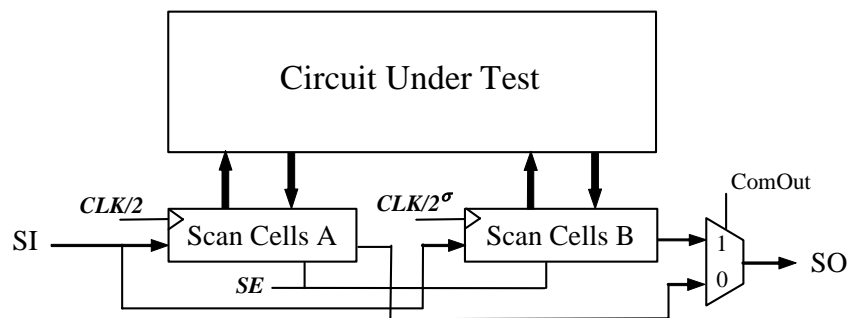 Circuit Under Test
ComOut
CLK/2
CLK/2σ
SI
Scan Cells A
Scan Cells B
1
SO
0
SE